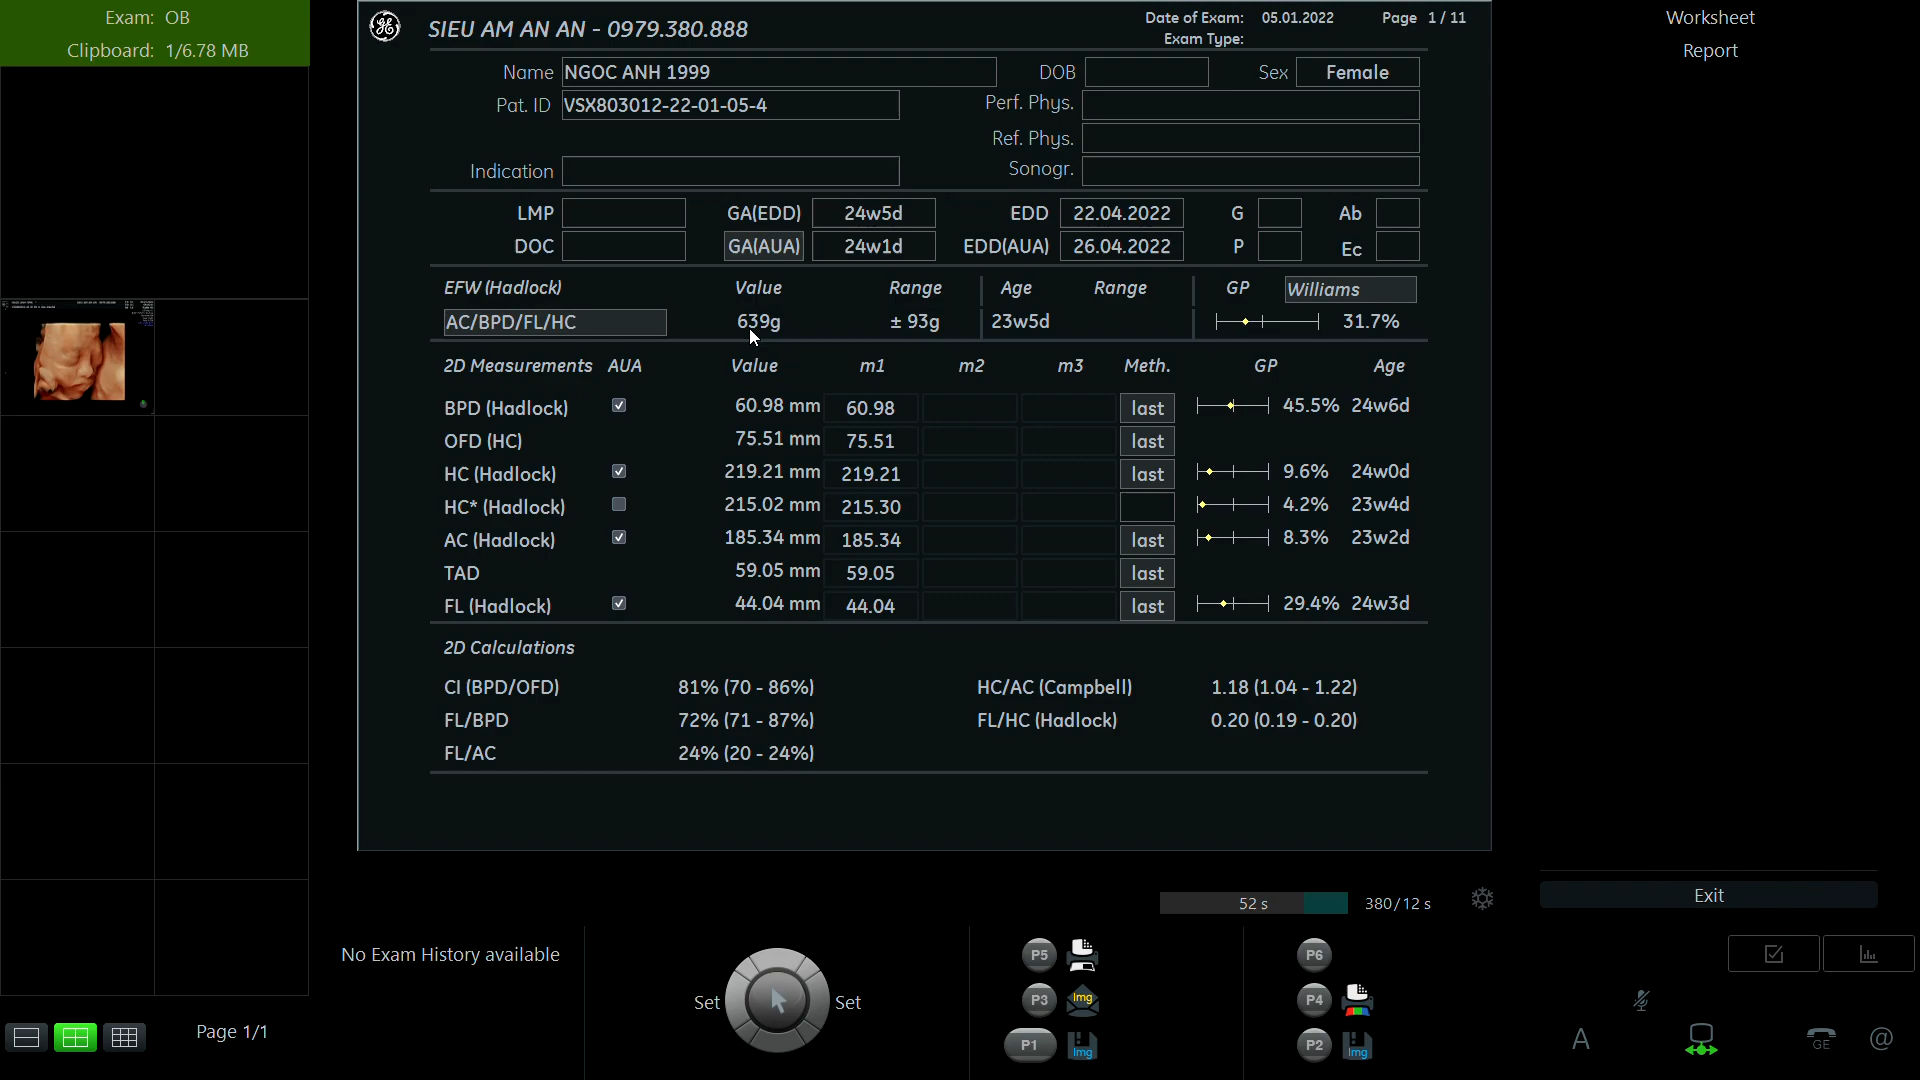 Exam: OB
Clipboard: 1/6.78 MB
SIEU AM AN AN - 0979.380.888
Date of Exam: 05.01.2022 Page 1 / 11
Exam Type:
Name NGOC ANH 1999 DOB Sex Female
Pat. ID VSX803012-22-01-05-4 Perf. Phys.
Ref. Phys.
Indication Sonogr.
LMP GA(EDD) 24w5d EDD 22.04.2022 G Ab
DOC GA(AUA) 24w1d EDD(AUA) 26.04.2022 P Ec
EFW (Hadlock) Value Range Age Range GP Williams
AC/BPD/FL/HC 639g ± 93g 23w5d 31.7%
2D Measurements AUA Value m1 m2 m3 Meth. GP Age
BPD (Hadlock) 60.98 mm 60.98 last 45.5% 24w6d
OFD (HC) 75.51 mm 75.51 last
HC (Hadlock) 219.21 mm 219.21 last 9.6% 24w0d
HC* (Hadlock) 215.02 mm 215.30 4.2% 23w4d
AC (Hadlock) 185.34 mm 185.34 last 8.3% 23w2d
TAD 59.05 mm 59.05 last
FL (Hadlock) 44.04 mm 44.04 last 29.4% 24w3d
2D Calculations
CI (BPD/OFD) 81% (70 - 86%) HC/AC (Campbell) 1.18 (1.04 - 1.22)
FL/BPD 72% (71 - 87%) FL/HC (Hadlock) 0.20 (0.19 - 0.20)
FL/AC 24% (20 - 24%)
Worksheet
Report
52 s 380/12 s
Exit
No Exam History available
Set Set
P5 P6
P3 Img P4
P1 Img P2 Img
Page 1/1
A GE @